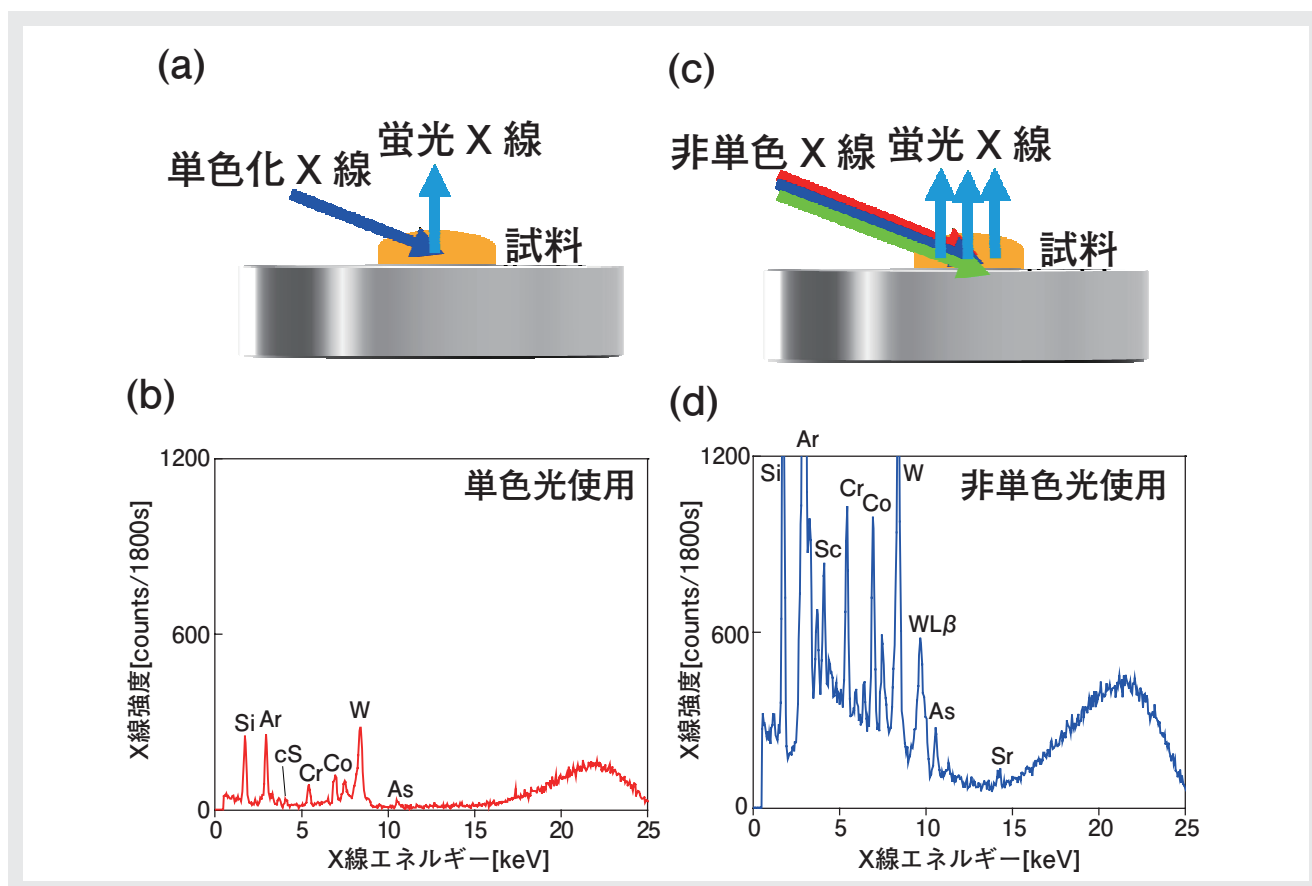 (a)
単色化 X 線
蛍光 X 線
試料
(c)
非単色 X 線
蛍光 X 線
試料
(b)
単色光使用
X線強度[counts/1800s]
1200
600
0
Si
Ar
cS
Cr
Co
W
As
0
5
10
15
20
25
X線エネルギー[keV]
(d)
非単色光使用
X線強度[counts/1800s]
1200
600
0
Si
Ar
Sc
Cr
Co
W
WLβ
As
Sr
0
5
10
15
20
25
X線エネルギー[keV]